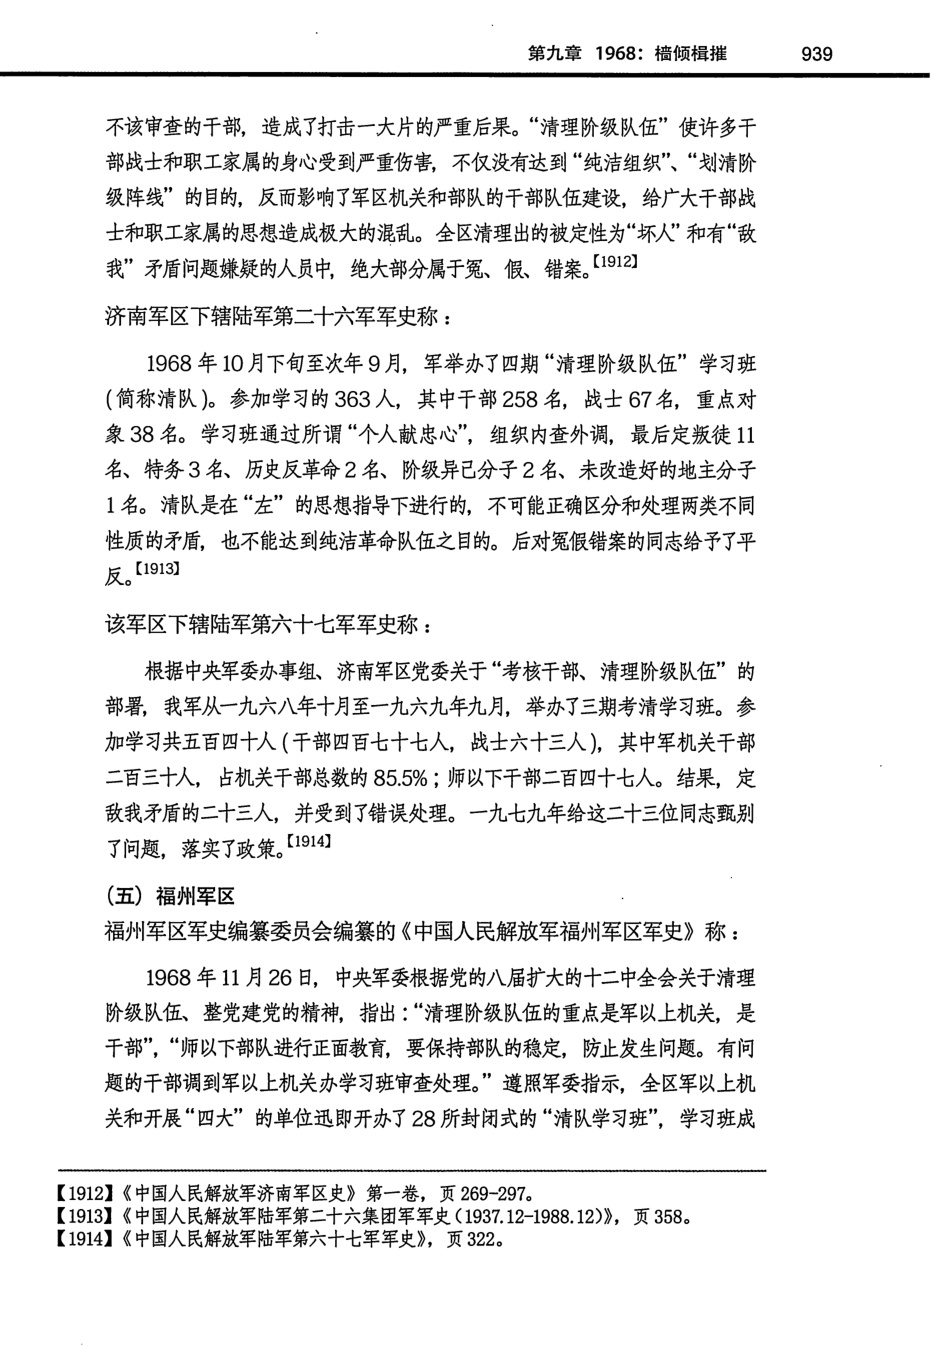 第九章 1968：樯倾楫摧 939
不该审查的干部，造成了打击一大片的严重后果。“清理阶级队伍”使许多干
部战士和职工家属的身心受到严重伤害，不仅没有达到“纯洁组织”、“划清阶
级阵线”的目的，反而影响了军区机关和部队的干部队伍建设，给广大干部战
士和职工家属的思想造成极大的混乱。全区清理出的被定性为“坏人”和有“敌
我”矛盾问题嫌疑的人员中，绝大部分属于冤、假、错案。【1912】
济南军区下辖陆军第二十六军军史称：
1968年10月下旬至次年9月，军举办了四期“清理阶级队伍”学习班
(简称清队)。参加学习的363人，其中干部258名，战士67名，重点对
象38名。学习班通过所谓“个人献忠心”，组织内查外调，最后定叛徒11
名、特务3名、历史反革命2名、阶级异己分子2名、未改造好的地主分子
1名。清队是在“左”的思想指导下进行的，不可能正确区分和处理两类不同
性质的矛盾，也不能达到纯洁革命队伍之目的。后对冤假错案的同志给予了平
反。【1913】
该军区下辖陆军第六十七军军史称：
根据中央军委办事组、济南军区党委关于“考核干部、清理阶级队伍”的
部署，我军从一九六八年十月至一九六九年九月，举办了三期考清学习班。参
加学习共五百四十人(干部四百七十七人，战士六十三人)，其中军机关干部
二百三十人，占机关干部总数的85.5%；师以下干部二百四十七人。结果，定
敌我矛盾的二十三人，并受到了错误处理。一九七九年给这二十三位同志甄别
了问题，落实了政策。【1914】
(五）福州军区
福州军区军史编纂委员会编纂的《中国人民解放军福州军区军史》称：
1968年11月26日，中央军委根据党的八届扩大的十二中全会关于清理
阶级队伍、整党建党的精神，指出：“清理阶级队伍的重点是军以上机关，是
干部”，“师以下部队进行正面教育，要保持部队的稳定，防止发生问题。有问
题的干部调到军以上机关办学习班审查处理。”遵照军委指示，全区军以上机
关和开展“四大”的单位迅即开办了28所封闭式的“清队学习班”，学习班成
【1912】《中国人民解放军济南军区史》第一卷，页269-297。
【1913】《中国人民解放军陆军第二十六集团军军史(1937.12-1988.12)》，页358。
【1914】《中国人民解放军陆军第六十七军军史》，页322。